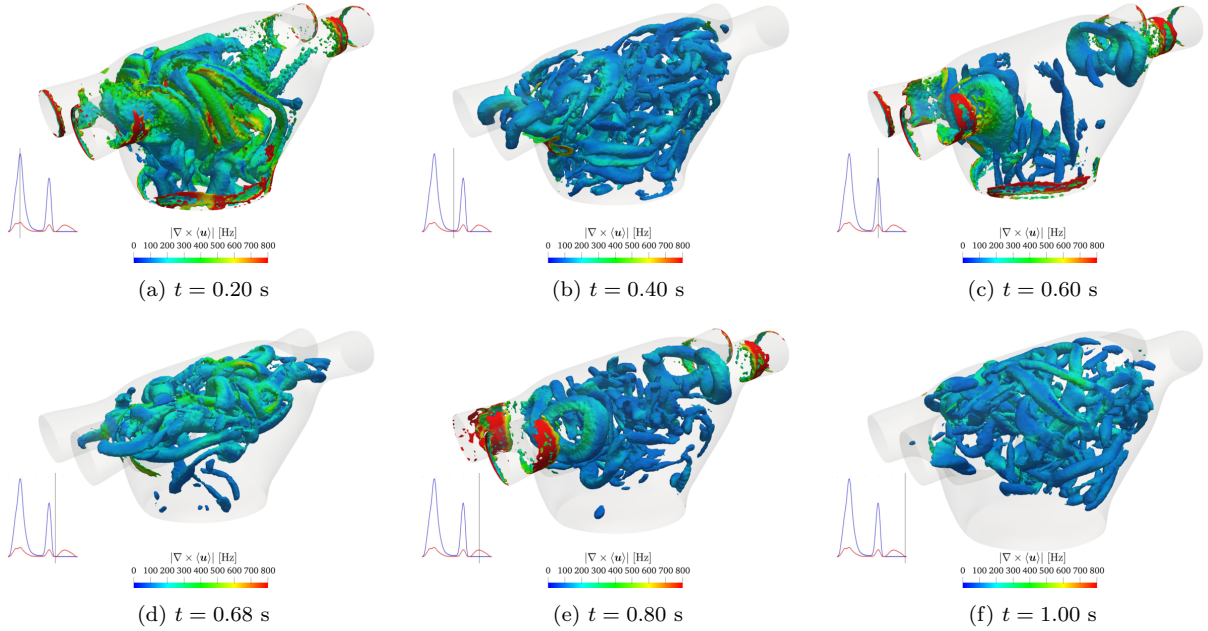 |∇ × ⟨u⟩| [Hz]
0 100 200 300 400 500 600 700 800
(a) t = 0.20 s
|∇ × ⟨u⟩| [Hz]
0 100 200 300 400 500 600 700 800
(b) t = 0.40 s
|∇ × ⟨u⟩| [Hz]
0 100 200 300 400 500 600 700 800
(c) t = 0.60 s
|∇ × ⟨u⟩| [Hz]
0 100 200 300 400 500 600 700 800
(d) t = 0.68 s
|∇ × ⟨u⟩| [Hz]
0 100 200 300 400 500 600 700 800
(e) t = 0.80 s
|∇ × ⟨u⟩| [Hz]
0 100 200 300 400 500 600 700 800
(f) t = 1.00 s